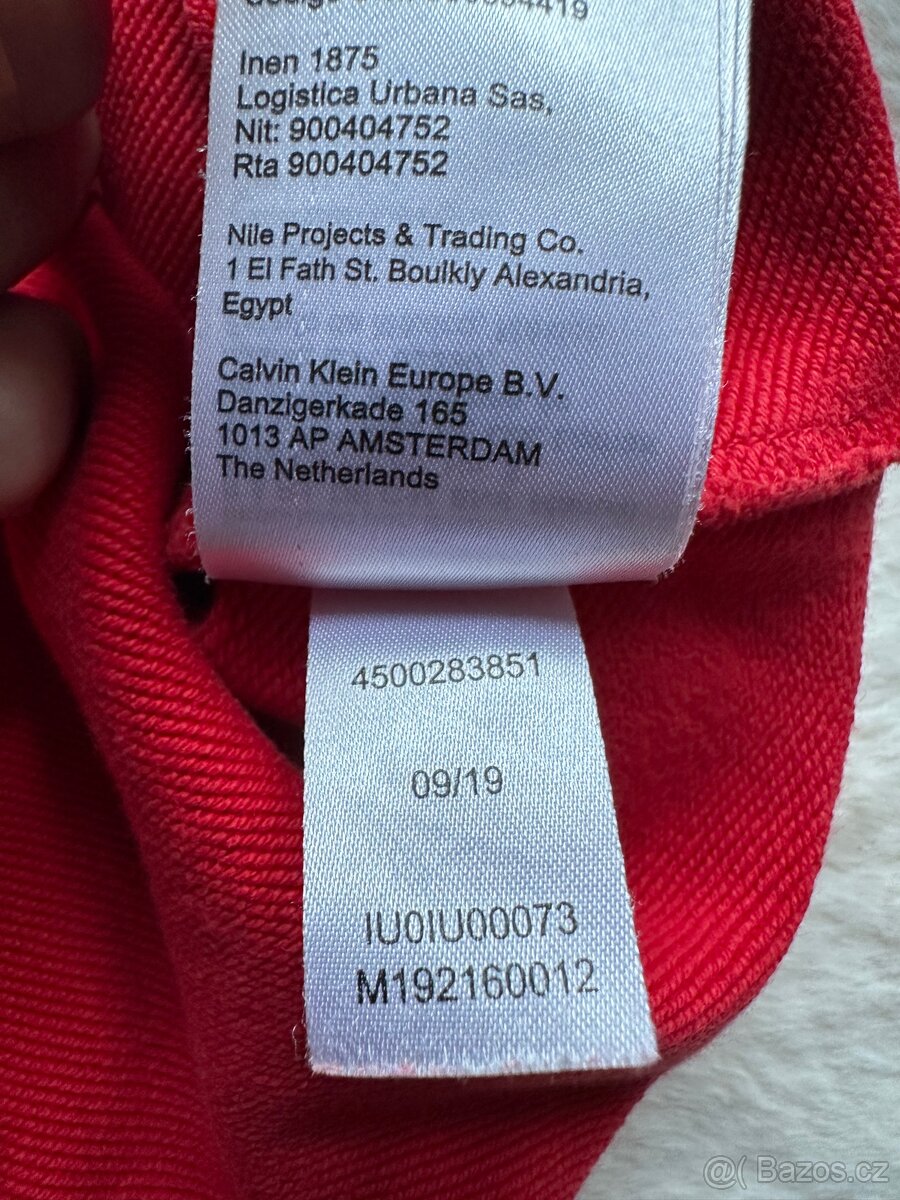 Inen 1875
Logistica Urbana Sas,
Nit: 900404752
Rta 900404752
Nile Projects & Trading Co.
1 El Fath St. Boulkly Alexandria,
Egypt
Calvin Klein Europe B.V.
Danzigerkade 165
1013 AP AMSTERDAM
The Netherlands
4500283851
09/19
IU0IU00073
M192160012
@( Bazos.cz